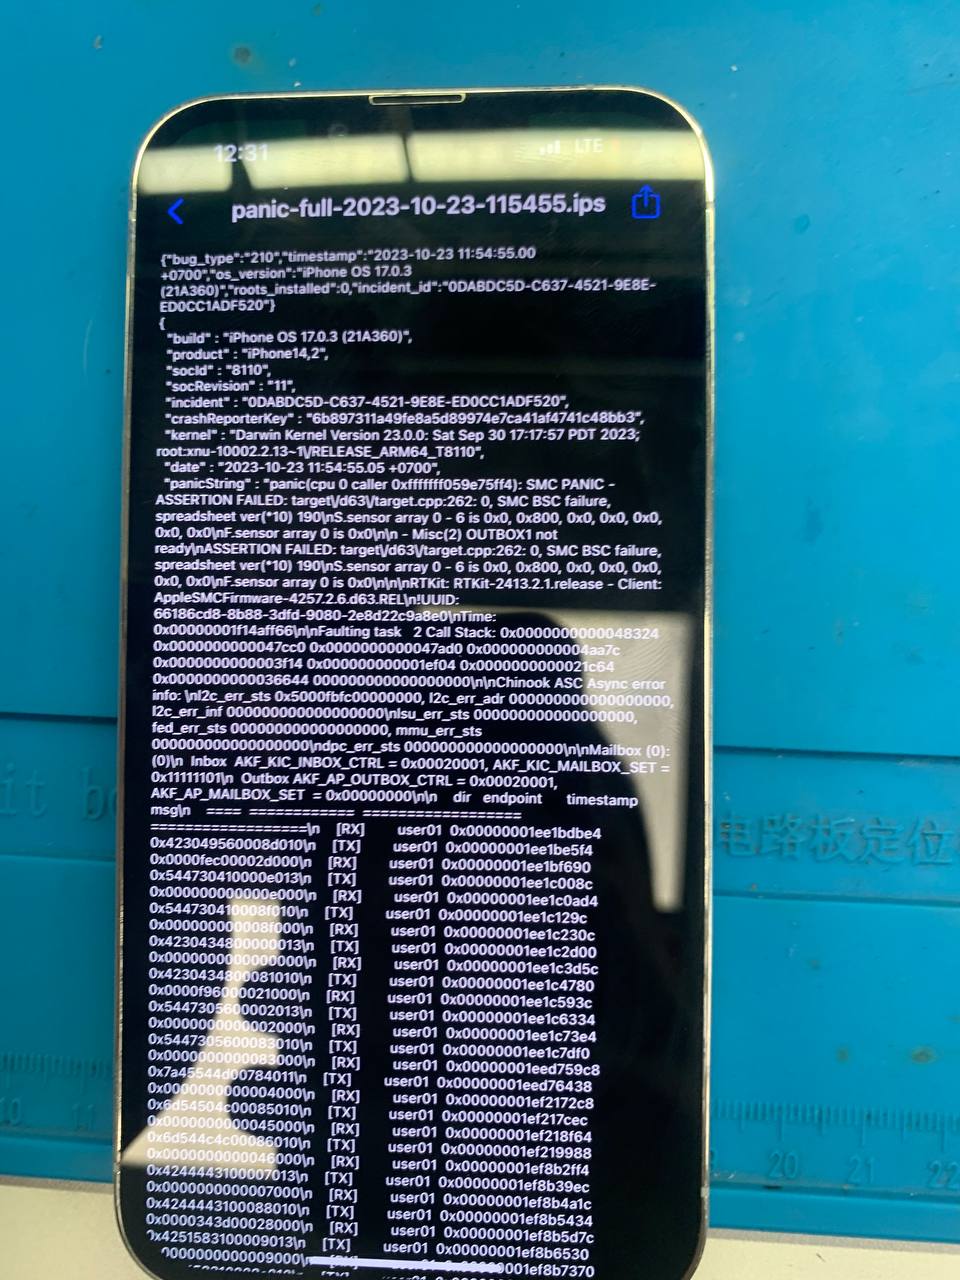 12:31
LTE
panic-full-2023-10-23-115455.ips
{"bug_type":"210","timestamp":"2023-10-23 11:54:55.00
+0700","os_version":"iPhone OS 17.0.3
(21A360)","roots_installed":0,"incident_id":"0DABDC5D-C637-4521-9E8E-
ED0CC1ADF520"}
{
"build" : "iPhone OS 17.0.3 (21A360)",
"product" : "iPhone14,2",
"socId" : "8110",
"socRevision" : "11",
"incident" : "0DABDC5D-C637-4521-9E8E-ED0CC1ADF520",
"crashReporterKey" : "6b897311a49fe8a5d89974e7ca41af4741c48bb3",
"kernel" : "Darwin Kernel Version 23.0.0: Sat Sep 30 17:17:57 PDT 2023;
root:xnu-10002.2.13~1\/RELEASE_ARM64_T8110",
"date" : "2023-10-23 11:54:55.05 +0700",
"panicString" : "panic(cpu 0 caller 0xfffffff059e75ff4): SMC PANIC -
ASSERTION FAILED: target\/d63\/target.cpp:262: 0, SMC BSC failure,
spreadsheet ver(*10) 190\nS.sensor array 0 - 6 is 0x0, 0x800, 0x0, 0x0, 0x0,
0x0, 0x0\nF.sensor array 0 is 0x0\n\n - Misc(2) OUTBOX1 not
ready\nASSERTION FAILED: target\/d63\/target.cpp:262: 0, SMC BSC failure,
spreadsheet ver(*10) 190\nS.sensor array 0 - 6 is 0x0, 0x800, 0x0, 0x0, 0x0,
0x0, 0x0\nF.sensor array 0 is 0x0\n\n\n\nRTKit: RTKit-2413.2.1.release - Client:
AppleSMCFirmware-4257.2.6.d63.REL\n!UUID:
66186cd8-8b88-3dfd-9080-2e8d22c9a8e0\nTime:
0x00000001f14aff66\n\nFaulting task 2 Call Stack: 0x0000000000048324
0x0000000000047cc0 0x0000000000047ad0 0x000000000004aa7c
0x0000000000003f14 0x000000000001ef04 0x0000000000021c64
0x0000000000036644 0000000000000000\n\nChinook ASC Async error
info: \nI2c_err_sts 0x5000fbfc00000000, I2c_err_adr 0000000000000000,
I2c_err_inf 0000000000000000\nlsu_err_sts 0000000000000000,
fed_err_sts 0000000000000000, mmu_err_sts
0000000000000000\ndpc_err_sts 0000000000000000\n\nMailbox (0):
(0)\n Inbox AKF_KIC_INBOX_CTRL = 0x00020001, AKF_KIC_MAILBOX_SET =
0x11111101\n Outbox AKF_AP_OUTBOX_CTRL = 0x00020001,
AKF_AP_MAILBOX_SET = 0x00000000\n\n dir endpoint timestamp
msg\n ==== ============ ==================
==================\n [RX] user01 0x00000001ee1bdbe4
0x423049560008d010\n [TX] user01 0x00000001ee1be5f4
0x0000fec00002d000\n [RX] user01 0x00000001ee1bf690
0x544730410000e013\n [TX] user01 0x00000001ee1c008c
0x000000000000e000\n [RX] user01 0x00000001ee1c0ad4
0x544730410008f010\n [TX] user01 0x00000001ee1c129c
0x000000000008f000\n [RX] user01 0x00000001ee1c230c
0x4230434800000013\n [TX] user01 0x00000001ee1c2d00
0x0000000000000000\n [RX] user01 0x00000001ee1c3d5c
0x4230434800081010\n [TX] user01 0x00000001ee1c4780
0x0000f96000021000\n [RX] user01 0x00000001ee1c593c
0x5447305600002013\n [TX] user01 0x00000001ee1c6334
0x0000000000002000\n [RX] user01 0x00000001ee1c73e4
0x5447305600083010\n [TX] user01 0x00000001ee1c7df0
0x0000000000083000\n [RX] user01 0x00000001eed759c8
0x7a45544d00784011\n [TX] user01 0x00000001eed76438
0x0000000000004000\n [RX] user01 0x00000001ef2172c8
0x6d54504c00085010\n [TX] user01 0x00000001ef217cec
0x0000000000045000\n [RX] user01 0x00000001ef218f64
0x6d544c4c00086010\n [TX] user01 0x00000001ef219988
0x0000000000046000\n [RX] user01 0x00000001ef8b2ff4
0x4244443100007013\n [TX] user01 0x00000001ef8b39ec
0x0000000000007000\n [RX] user01 0x00000001ef8b4a1c
0x4244443100088010\n [TX] user01 0x00000001ef8b5434
0x0000343d00028000\n [RX] user01 0x00000001ef8b5d7c
0x4251583100009013\n [TX] user01 0x00000001ef8b6530
0x0000000000009000\n
电路板定位
10 11
20 21 22